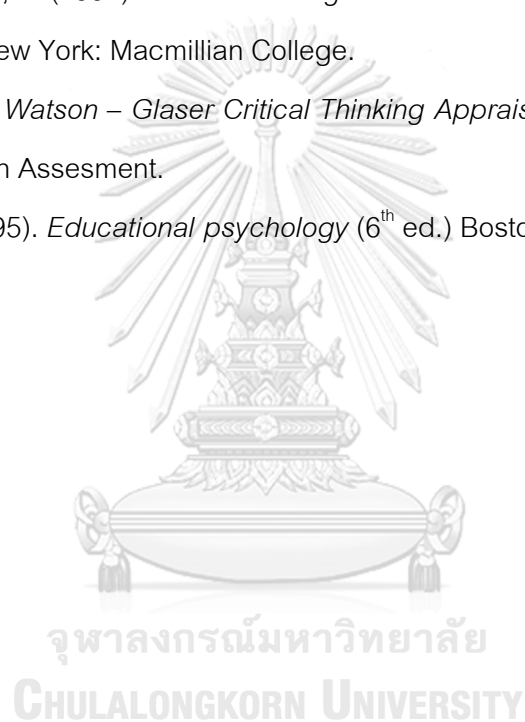 ew York: Macmillian College.
Watson – Glaser Critical Thinking Apprais
n Assesment.
95). Educational psychology (6th ed.) Bosto
จุฬาลงกรณ์มหาวิทยาลัย
CHULALONGKORN UNIVERSITY